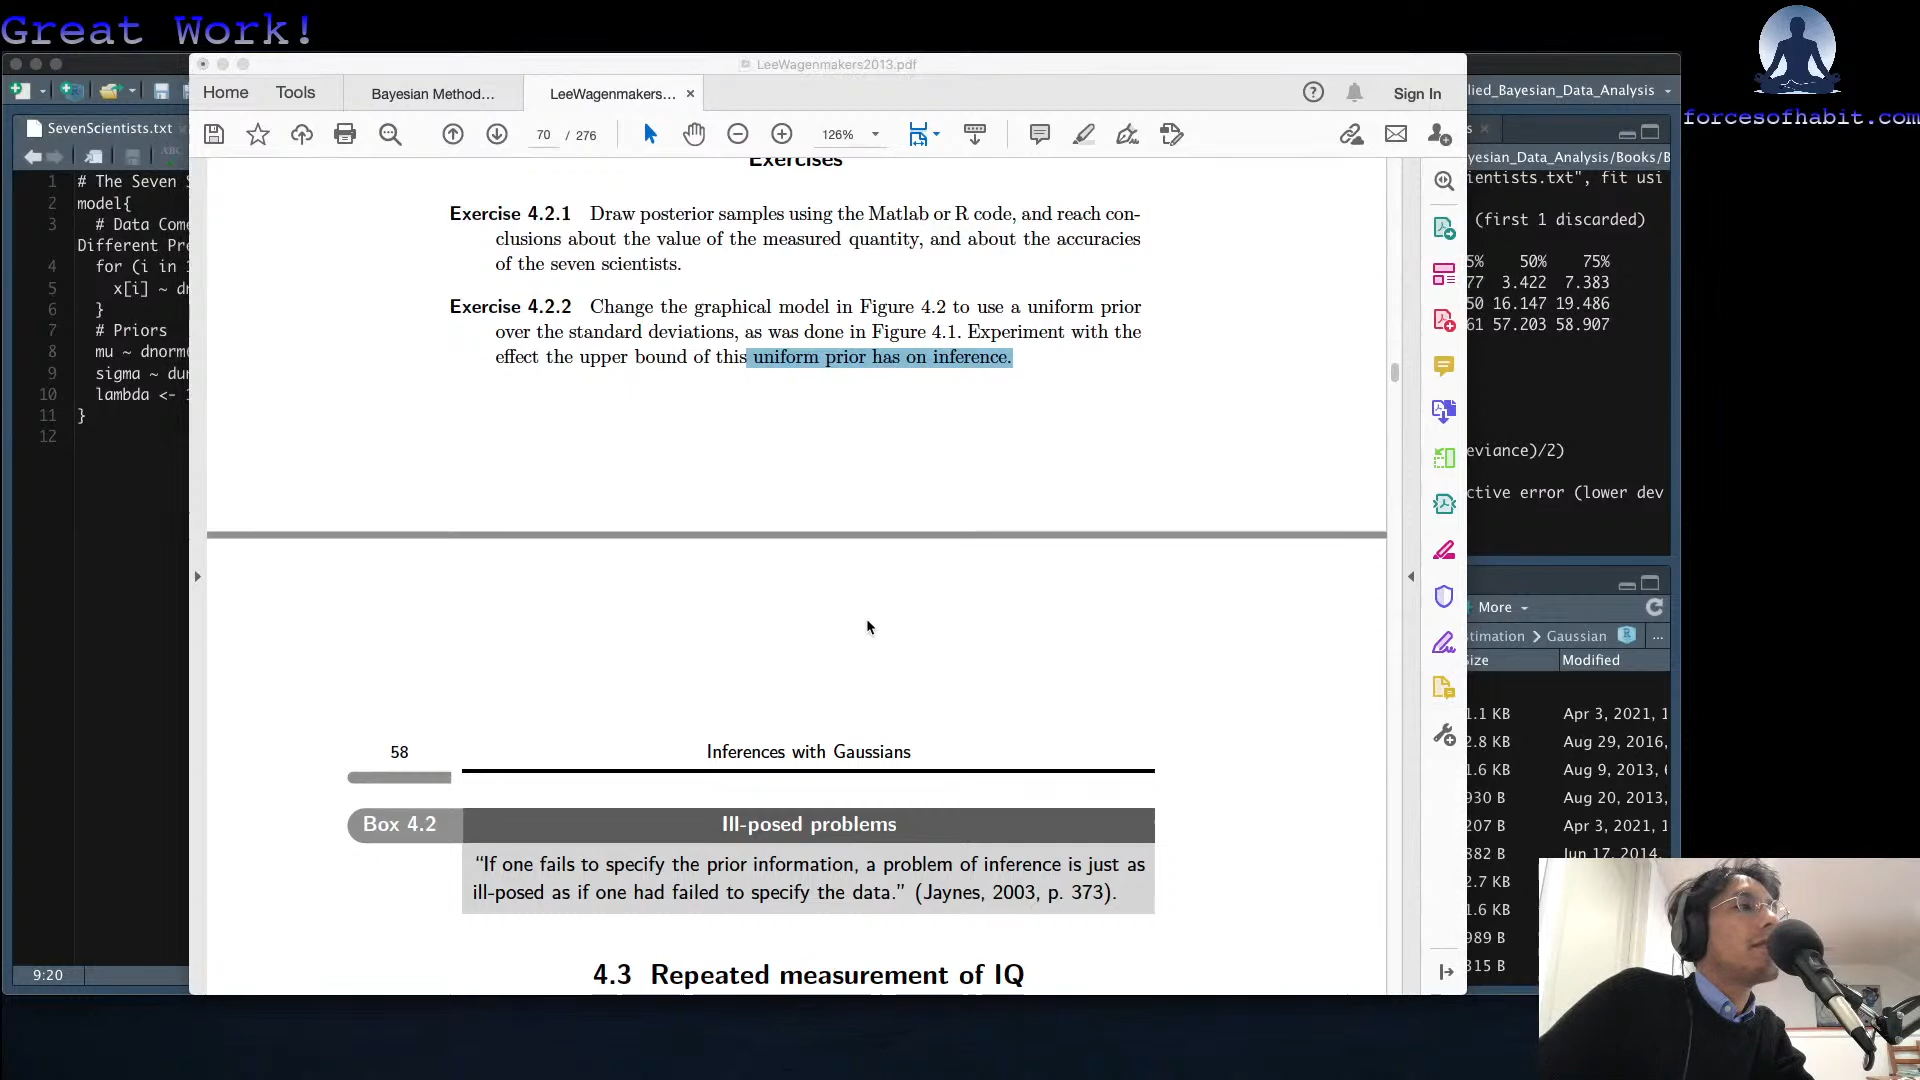 Great Work!
forcesofhabit.com
LeeWagenmakers2013.pdf
Home
Tools
Bayesian Method...
LeeWagenmakers...
Sign In
70 / 276
126%
SevenScientists.txt
1 # The Seven S
2 model{
3 # Data Come
Different Pre
4 for (i in 1
5 x[i] ~ dn
6 }
7 # Priors
8 mu ~ dnorm(
9 sigma ~ dun
10 lambda <- 1
11 }
12
9:20
Exercises
Exercise 4.2.1 Draw posterior samples using the Matlab or R code, and reach con-
clusions about the value of the measured quantity, and about the accuracies
of the seven scientists.
Exercise 4.2.2 Change the graphical model in Figure 4.2 to use a uniform prior
over the standard deviations, as was done in Figure 4.1. Experiment with the
effect the upper bound of this uniform prior has on inference.
58
Inferences with Gaussians
Box 4.2
Ill-posed problems
“If one fails to specify the prior information, a problem of inference is just as
ill-posed as if one had failed to specify the data.” (Jaynes, 2003, p. 373).
4.3 Repeated measurement of IQ
lied_Bayesian_Data_Analysis
yesian_Data_Analysis/Books/B
ientists.txt", fit usi
(first 1 discarded)
5% 50% 75%
77 3.422 7.383
50 16.147 19.486
61 57.203 58.907
eviance)/2)
ctive error (lower dev
More
timation > Gaussian
...
ize
Modified
1.1 KB Apr 3, 2021, 1
2.8 KB Aug 29, 2016,
1.6 KB Aug 9, 2013, 
930 B Aug 20, 2013,
207 B Apr 3, 2021, 1
882 B Jun 17, 2014,
2.7 KB
1.6 KB
989 B
315 B